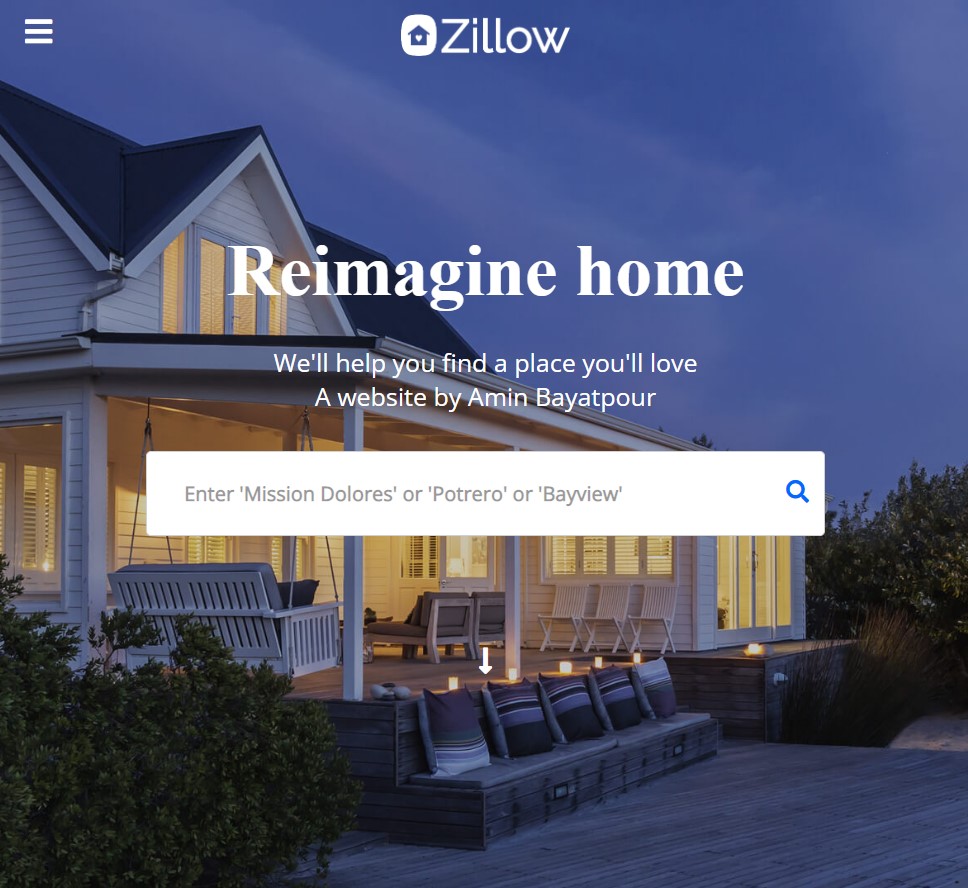 Zillow
Reimagine home
We'll help you find a place you'll love
A website by Amin Bayatpour
Enter 'Mission Dolores' or 'Potrero' or 'Bayview'